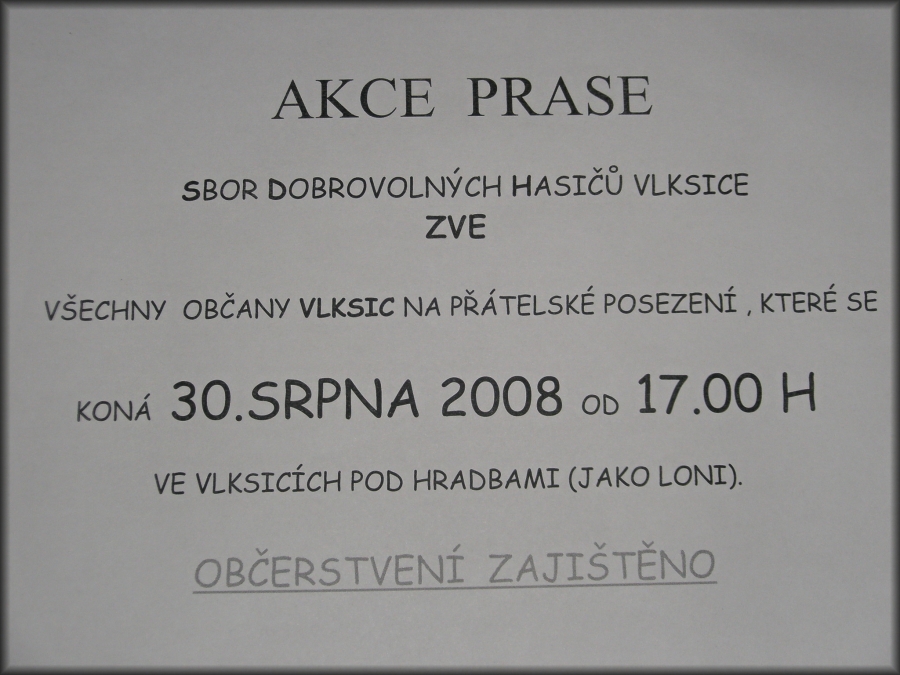 AKCE PRASE
SBOR DOBROVOLNÝCH HASIČŮ VLKSICE
ZVE
VŠECHNY OBČANY VLKSIC NA PŘÁTELSKÉ POSEZENÍ , KTERÉ SE
KONÁ 30.SRPNA 2008 OD 17.00 H
VE VLKSICÍCH POD HRADBAMI (JAKO LONI).
OBČERSTVENÍ ZAJIŠTĚNO